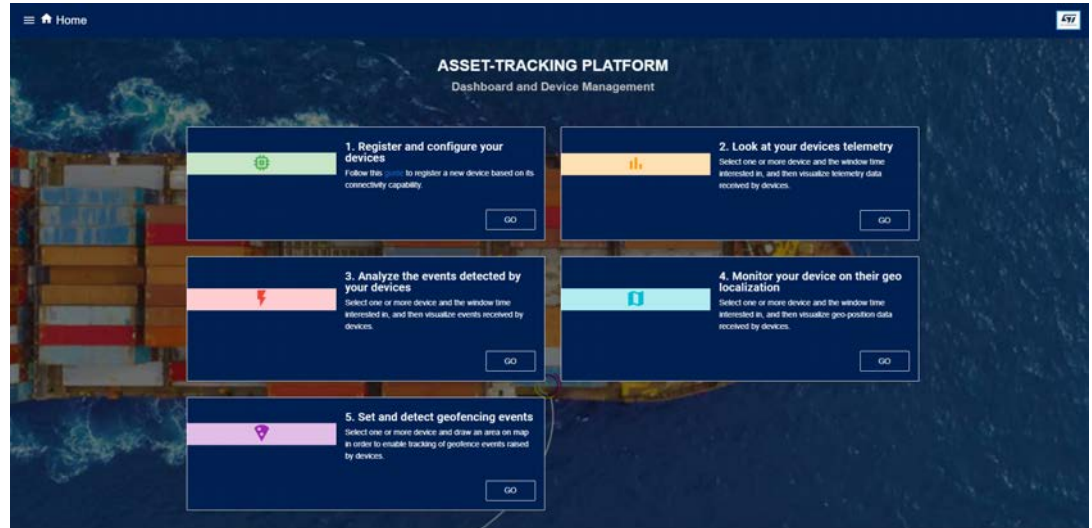 Home
ASSET-TRACKING PLATFORM
Dashboard and Device Management
1. Register and configure your
devices
Follow this guide to register a new device based on its
connectivity capability.
GO
2. Look at your devices telemetry
Select one or more device and the window time
interested in, and then visualize telemetry data
received by devices.
GO
3. Analyze the events detected by
your devices
Select one or more device and the window time
interested in, and then visualize events received by
devices.
GO
4. Monitor your device on their geo
localization
Select one or more device and the window time
interested in, and then visualize geo-position data
received by devices.
GO
5. Set and detect geofencing events
Select one or more device and draw an area on map
in order to enable tracking of geofence events raised
by devices.
GO